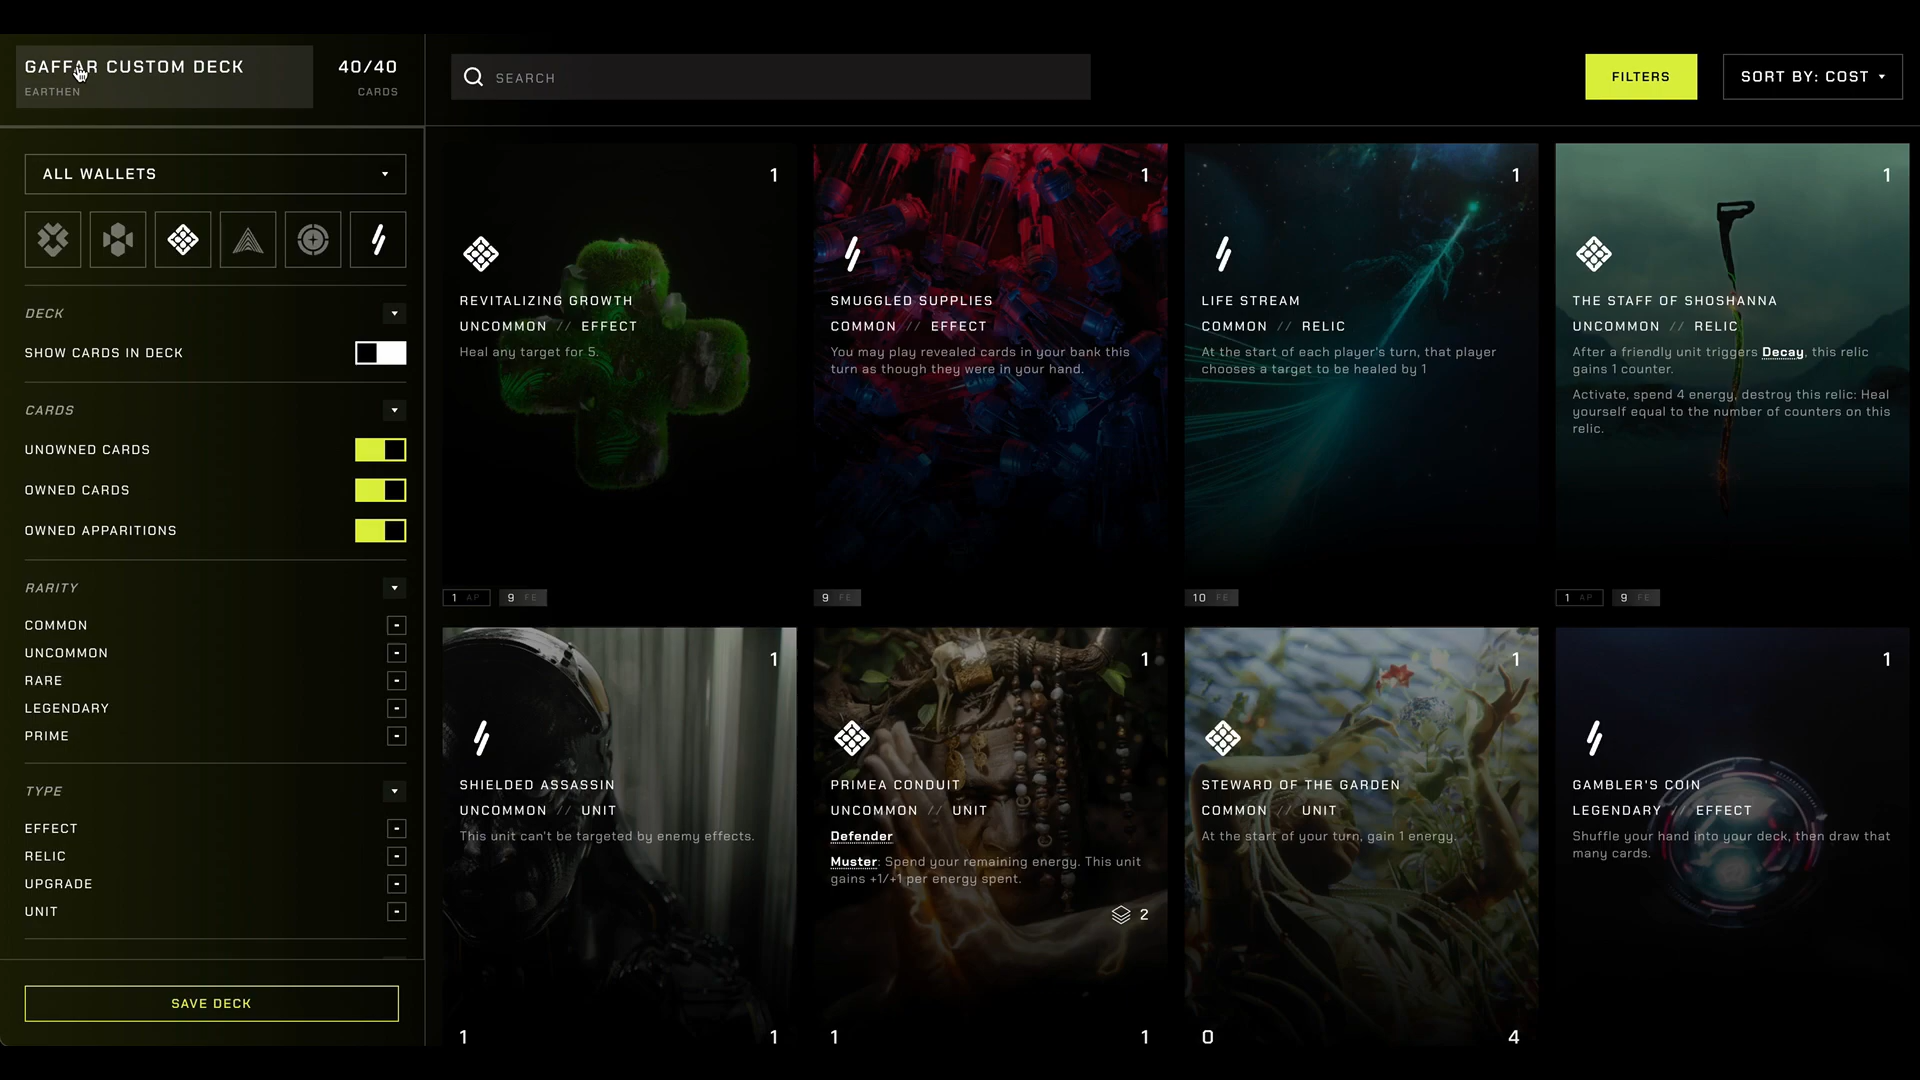 GAFFAR CUSTOM DECK
EARTHEN
40/40
CARDS
SEARCH
FILTERS
SORT BY: COST
ALL WALLETS
DECK
SHOW CARDS IN DECK
CARDS
UNOWNED CARDS
OWNED CARDS
OWNED APPARITIONS
RARITY
COMMON
UNCOMMON
RARE
LEGENDARY
PRIME
TYPE
EFFECT
RELIC
UPGRADE
UNIT
SAVE DECK
1
REVITALIZING GROWTH
UNCOMMON // EFFECT
Heal any target for 5.
1 AP 9 FE
1
SMUGGLED SUPPLIES
COMMON // EFFECT
You may play revealed cards in your bank this
turn as though they were in your hand.
9 FE
1
LIFE STREAM
COMMON // RELIC
At the start of each player's turn, that player
chooses a target to be healed by 1
10 FE
1
THE STAFF OF SHOSHANNA
UNCOMMON // RELIC
After a friendly unit triggers Decay, this relic
gains 1 counter.
Activate, spend 4 energy, destroy this relic: Heal
yourself equal to the number of counters on this
relic.
1 AP 9 FE
1
SHIELDED ASSASSIN
UNCOMMON // UNIT
This unit can't be targeted by enemy effects.
1 1
1
PRIMEA CONDUIT
UNCOMMON // UNIT
Defender
Muster: Spend your remaining energy. This unit
gains +1/+1 per energy spent.
2
1 1
1
STEWARD OF THE GARDEN
COMMON // UNIT
At the start of your turn, gain 1 energy.
0 4
1
GAMBLER'S COIN
LEGENDARY // EFFECT
Shuffle your hand into your deck, then draw that
many cards.